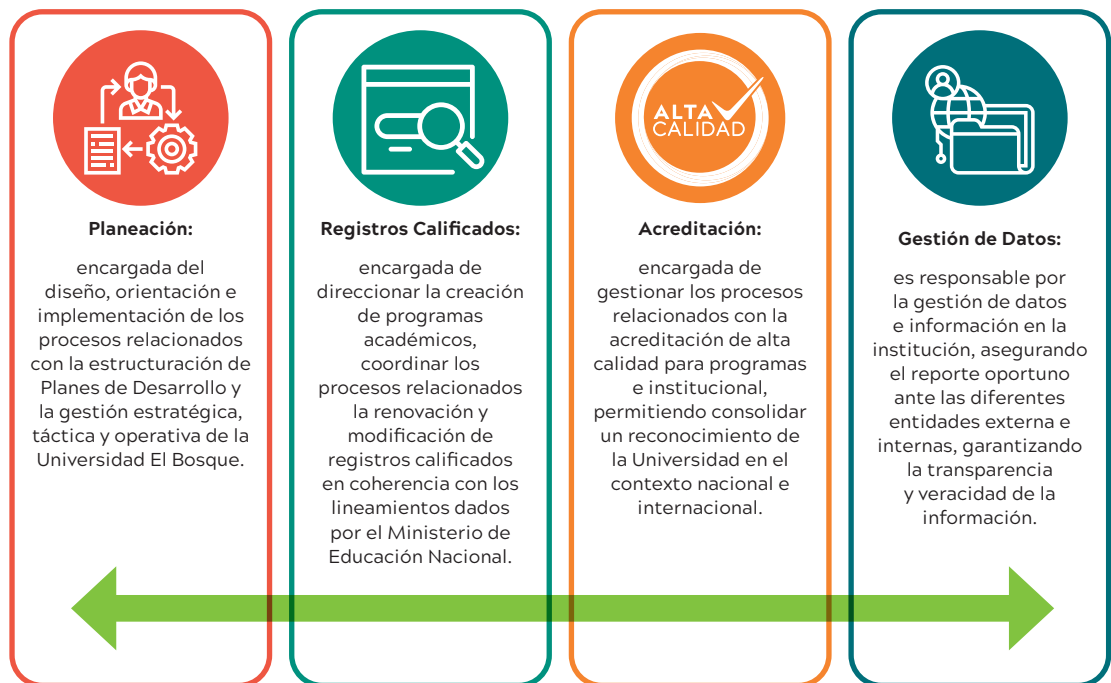 Planeación:
encargada del
diseño, orientación e
implementación de los
procesos relacionados
con la estructuración de
Planes de Desarrollo y
la gestión estratégica,
táctica y operativa de la
Universidad El Bosque.
Registros Calificados:
encargada de
direccionar la creación
de programas
académicos,
coordinar los
procesos relacionados
la renovación y
modificación de
registros calificados
en coherencia con los
lineamientos dados
por el Ministerio de
Educación Nacional.
ALTA
CALIDAD
Acreditación:
encargada de
gestionar los procesos
relacionados con la
acreditación de alta
calidad para programas
e institucional,
permitiendo consolidar
un reconocimiento de
la Universidad en el
contexto nacional e
internacional.
Gestión de Datos:
es responsable por
la gestión de datos
e información en la
institución, asegurando
el reporte oportuno
ante las diferentes
entidades externa e
internas, garantizando
la transparencia
y veracidad de la
información.